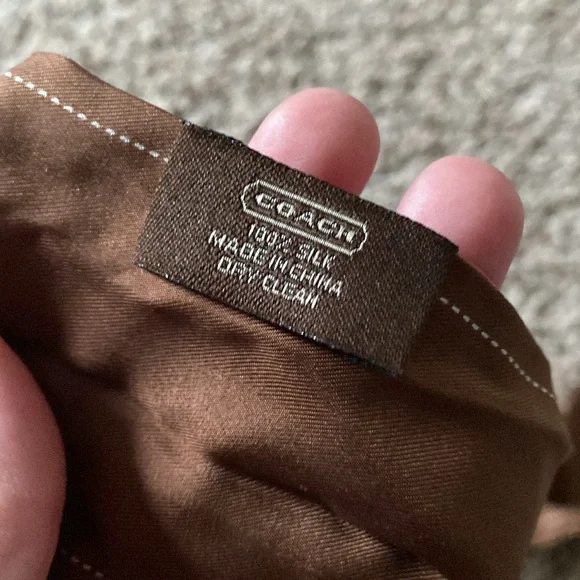 COACH
100% SILK
MADE IN CHINA
DRY CLEAN